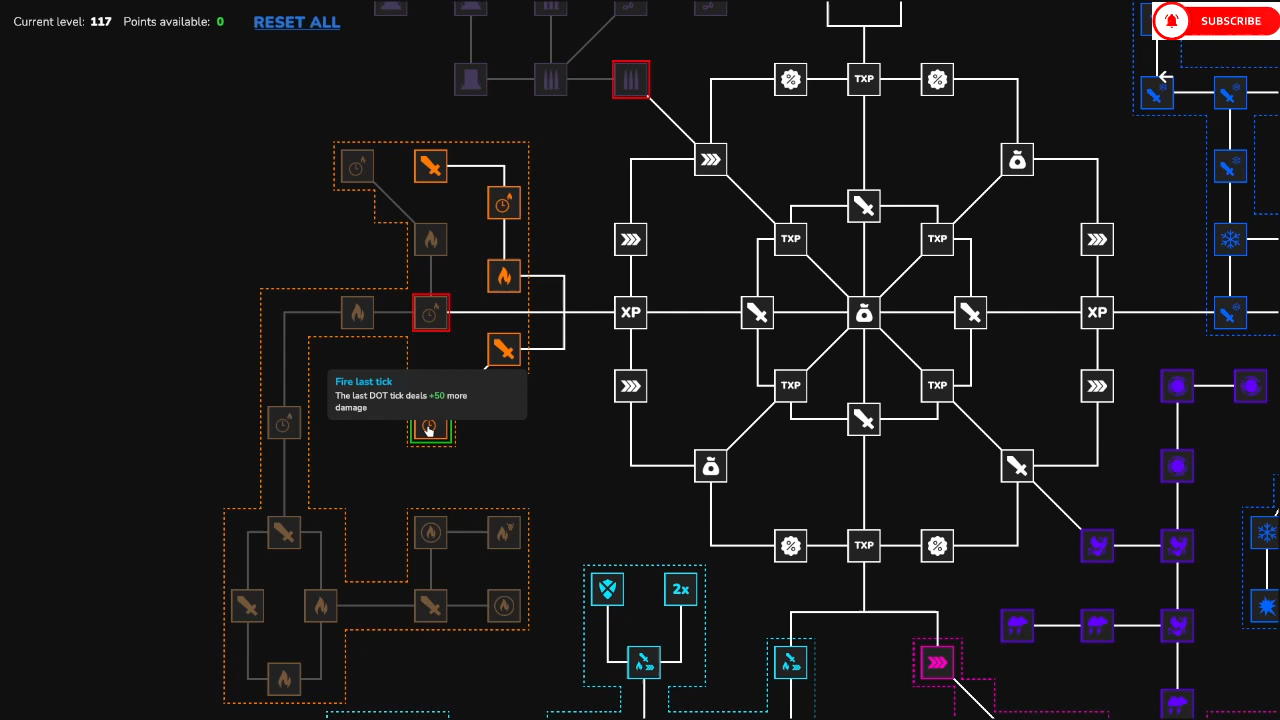 Current level: 117 Points available: 0 RESET ALL
SUBSCRIBE
TXP
TXP TXP
XP XP
Fire last tick
The last DOT tick deals +50 more
damage
TXP TXP
TXP
2x